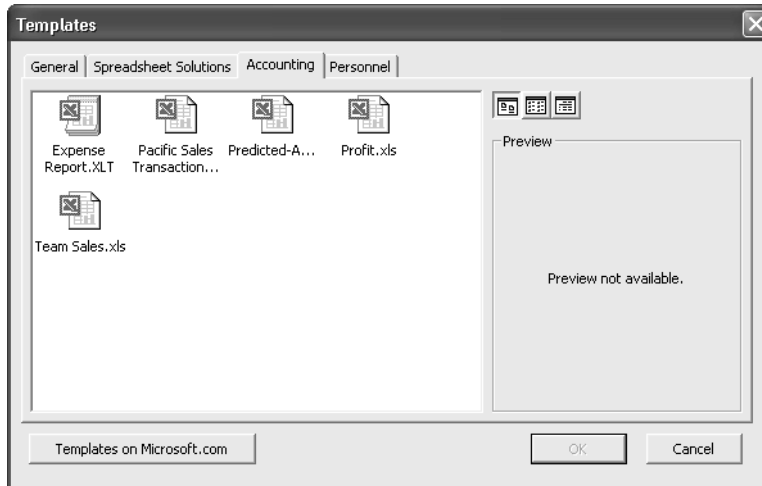 Templates
General Spreadsheet Solutions Accounting Personnel
Expense
Report.XLT
Pacific Sales
Transaction...
Predicted-A...
Profit.xls
Team Sales.xls
Preview
Preview not available.
Templates on Microsoft.com
OK
Cancel